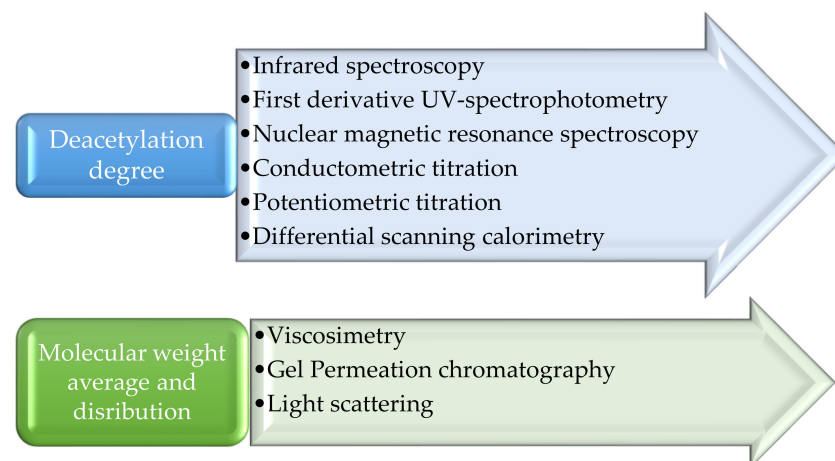 Deacetylation
degree
•Infrared spectroscopy
•First derivative UV-spectrophotometry
•Nuclear magnetic resonance spectroscopy
•Conductometric titration
•Potentiometric titration
•Differential scanning calorimetry
Molecular weight
average and
disribution
•Viscosimetry
•Gel Permeation chromatography
•Light scattering